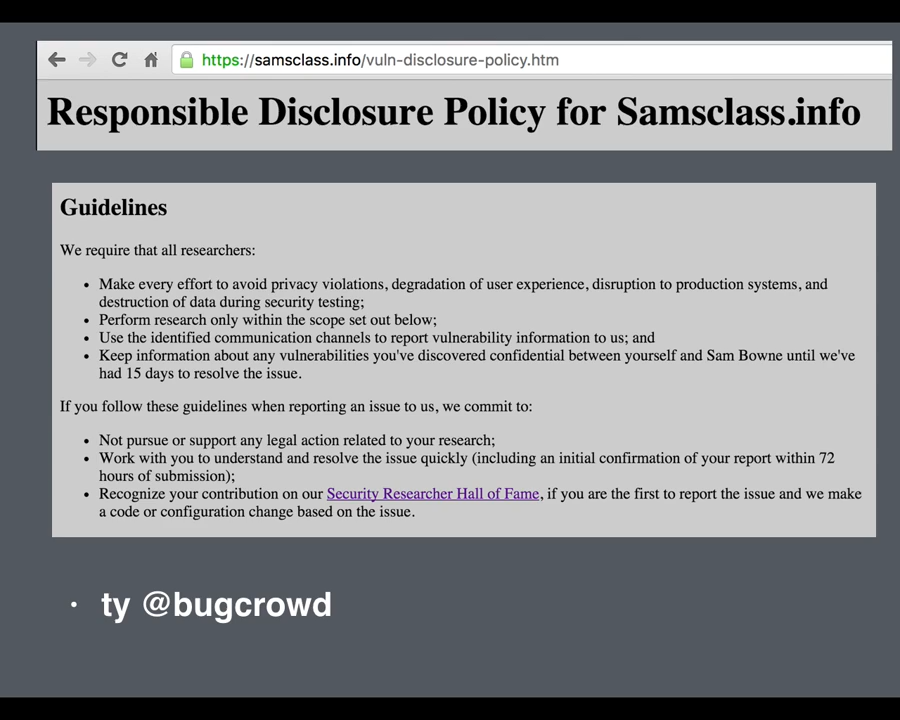 https://samsclass.info/vuln-disclosure-policy.htm
Responsible Disclosure Policy for Samsclass.info
Guidelines
We require that all researchers:
• Make every effort to avoid privacy violations, degradation of user experience, disruption to production systems, and
destruction of data during security testing;
• Perform research only within the scope set out below;
• Use the identified communication channels to report vulnerability information to us; and
• Keep information about any vulnerabilities you've discovered confidential between yourself and Sam Bowne until we've
had 15 days to resolve the issue.
If you follow these guidelines when reporting an issue to us, we commit to:
• Not pursue or support any legal action related to your research;
• Work with you to understand and resolve the issue quickly (including an initial confirmation of your report within 72
hours of submission);
• Recognize your contribution on our Security Researcher Hall of Fame, if you are the first to report the issue and we make
a code or configuration change based on the issue.
• ty @bugcrowd